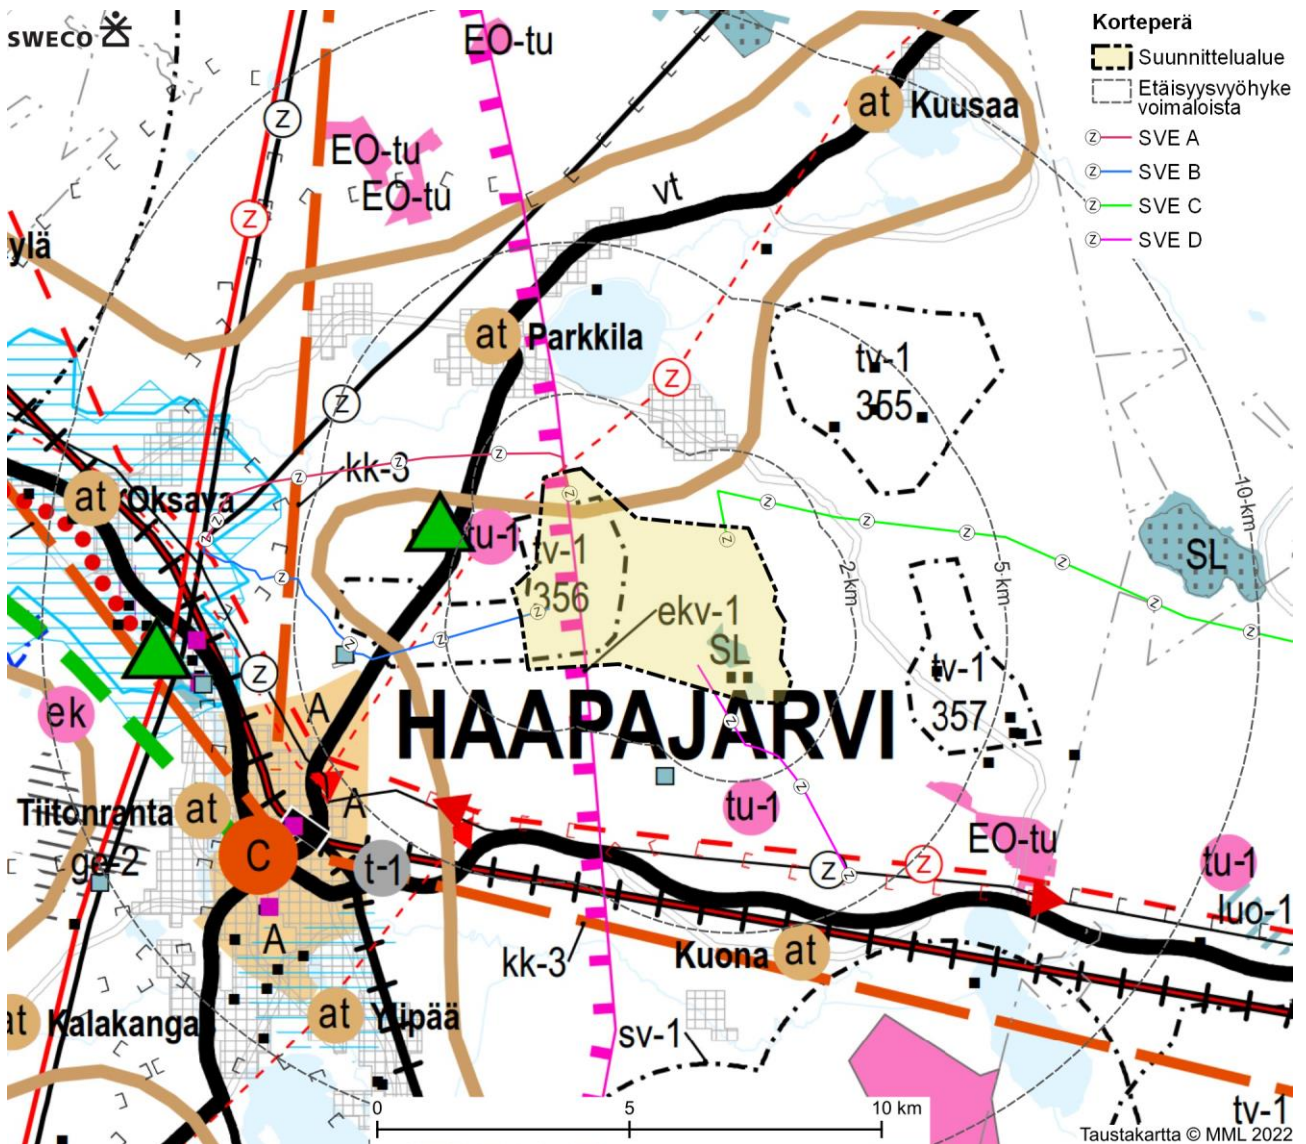 SWECO
EO-tu
Korteperä
Suunnittelualue
Etäisyysvyöhyke
voimaloista
Z SVE A
Z SVE B
Z SVE C
Z SVE D
at Kuusaa
Z
EO-tu
EO-tu
vt
Z
ylä
at Parkkila
tv-1
355
Z
Z
kk-3
10 km
at Oksava
tu-1
tv-1
356
SL
2 km
5 km
ekv-1
SL
tv-1
357
Z
ek
A
HAAPAJÄRVI
Tiitonranta at
A
tu-1
EO-tu
tu-1
C
t-1
ge-2
Z
Z
luo-1
A
kk-3
Kuona at
at Kalakangas
at Ylipää
sv-1
tv-1
0 5 10 km
Taustakartta © MML 2022